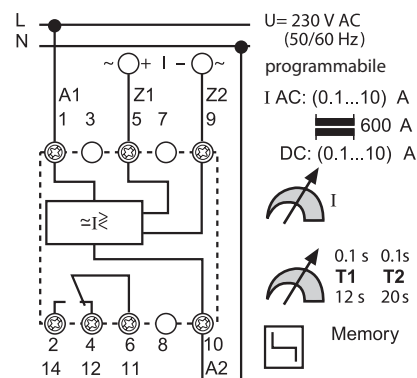 L
N
~ + I − ~
A1 Z1 Z2
1 3 5 7 9
≃I≷
2 4 6 8 10
14 12 11 A2
U= 230 V AC
(50/60 Hz)
programmabile
I AC: (0.1...10) A
600 A
DC: (0.1...10) A
I
0.1 s 0.1s
T1 T2
12 s 20 s
Memory